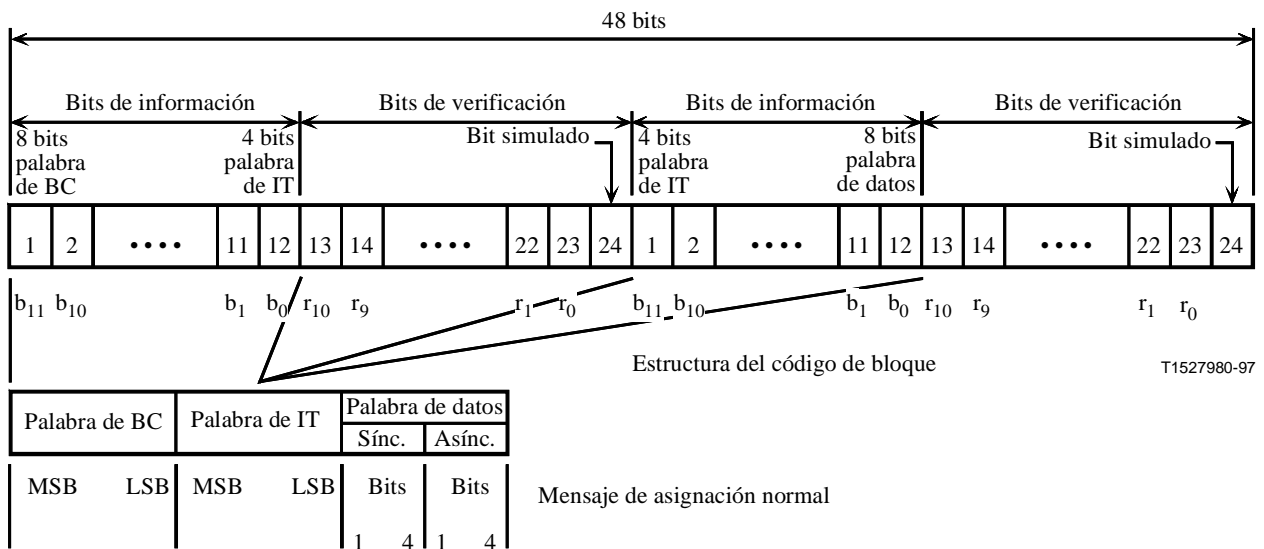 48 bits
Bits de información Bits de verificación Bits de información Bits de verificación
8 bits palabra de BC
4 bits palabra de IT
Bit simulado
4 bits palabra de IT
8 bits palabra de datos
Bit simulado
1 2 •••• 11 12 13 14 •••• 22 23 24 1 2 •••• 11 12 13 14 •••• 22 23 24
b11 b10 b1 b0 r10 r9 r1 r0 b11 b10 b1 b0 r10 r9 r1 r0
Estructura del código de bloque
T1527980-97
Palabra de BC Palabra de IT Palabra de datos
Sínc. Asínc.
MSB LSB MSB LSB Bits Bits
Mensaje de asignación normal
1 4 1 4